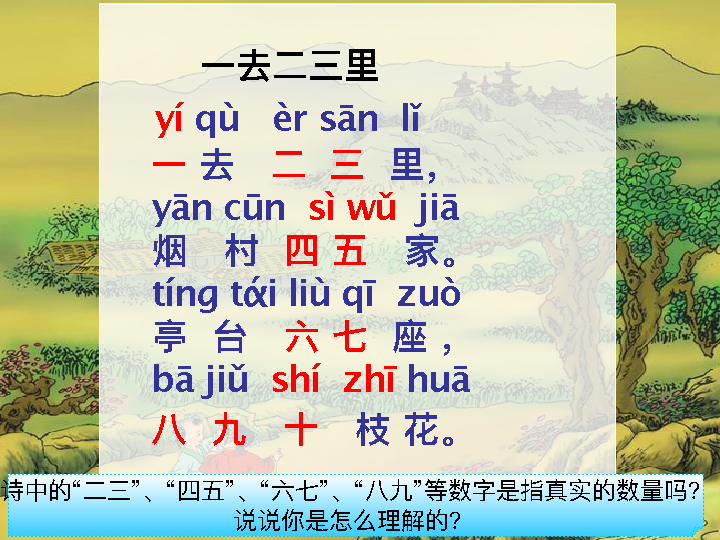 一去二三里
yí qù èr sān lǐ
一 去 二 三 里，
yān cūn sì wǔ jiā
烟 村 四 五 家。
tíng tái liù qī zuò
亭 台 六 七 座，
bā jiǔ shí zhī huā
八 九 十 枝 花。
诗中的“二三”、“四五”、“六七”、“八九”等数字是指真实的数量吗?
说说你是怎么理解的?